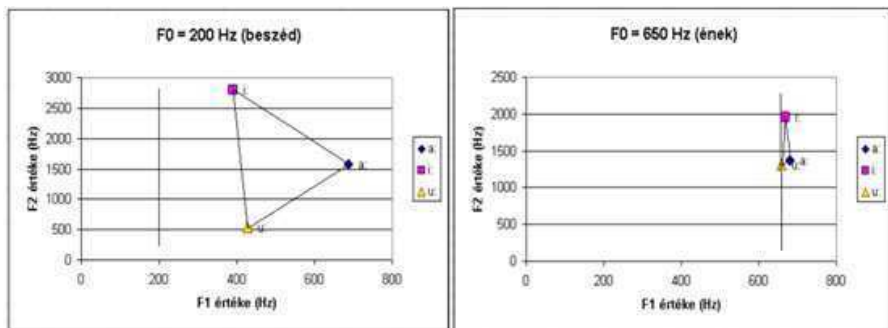 F0 = 200 Hz (beszéd)
3000
2500
2000
1500
1000
500
0
F2 értéke (Hz)
0
200
400
600
800
F1 értéke (Hz)
i:
a:
u:
a:
i:
u:
F0 = 650 Hz (ének)
2500
2000
1500
1000
500
0
F2 értéke (Hz)
0
200
400
600
800
F1 értéke (Hz)
i:
a:
u:
a:
i:
u: